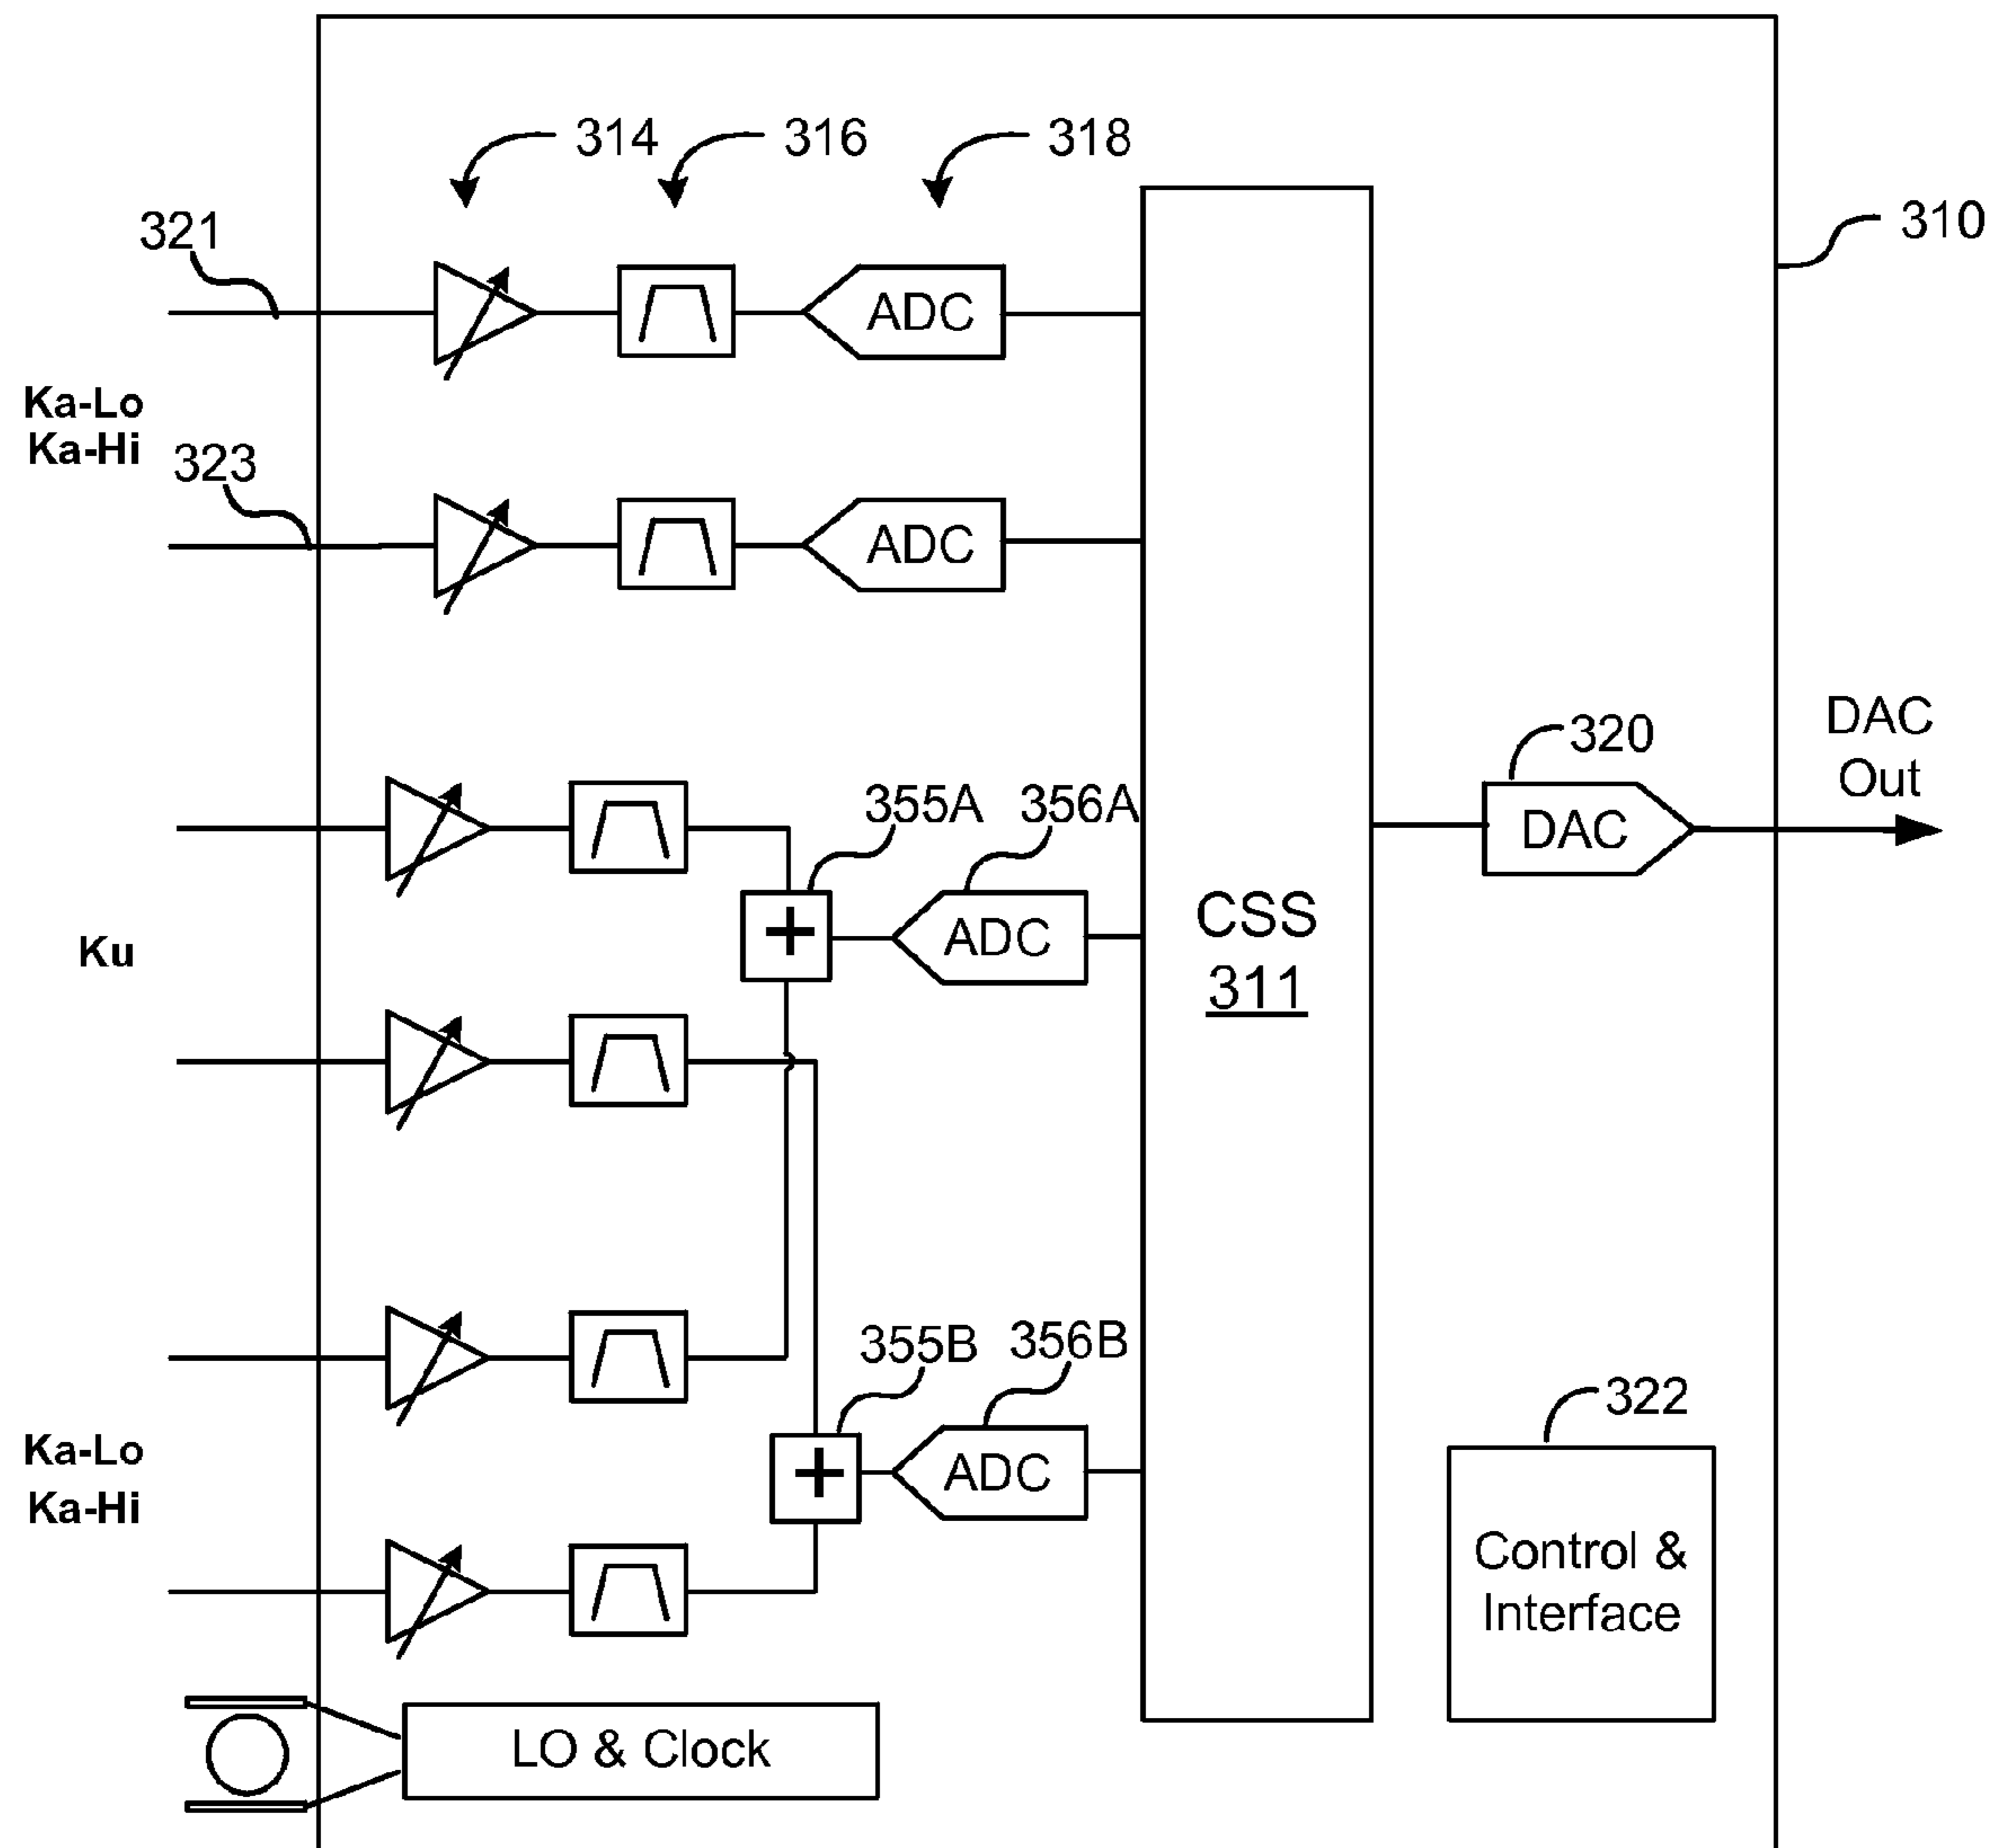 314
316
318
321
310
ADC
Ka-Lo
Ka-Hi
323
ADC
DAC
Out
320
355A
356A
DAC
CSS
311
Ku
ADC
355B
356B
322
Ka-Lo
Ka-Hi
ADC
Control &
Interface
LO & Clock